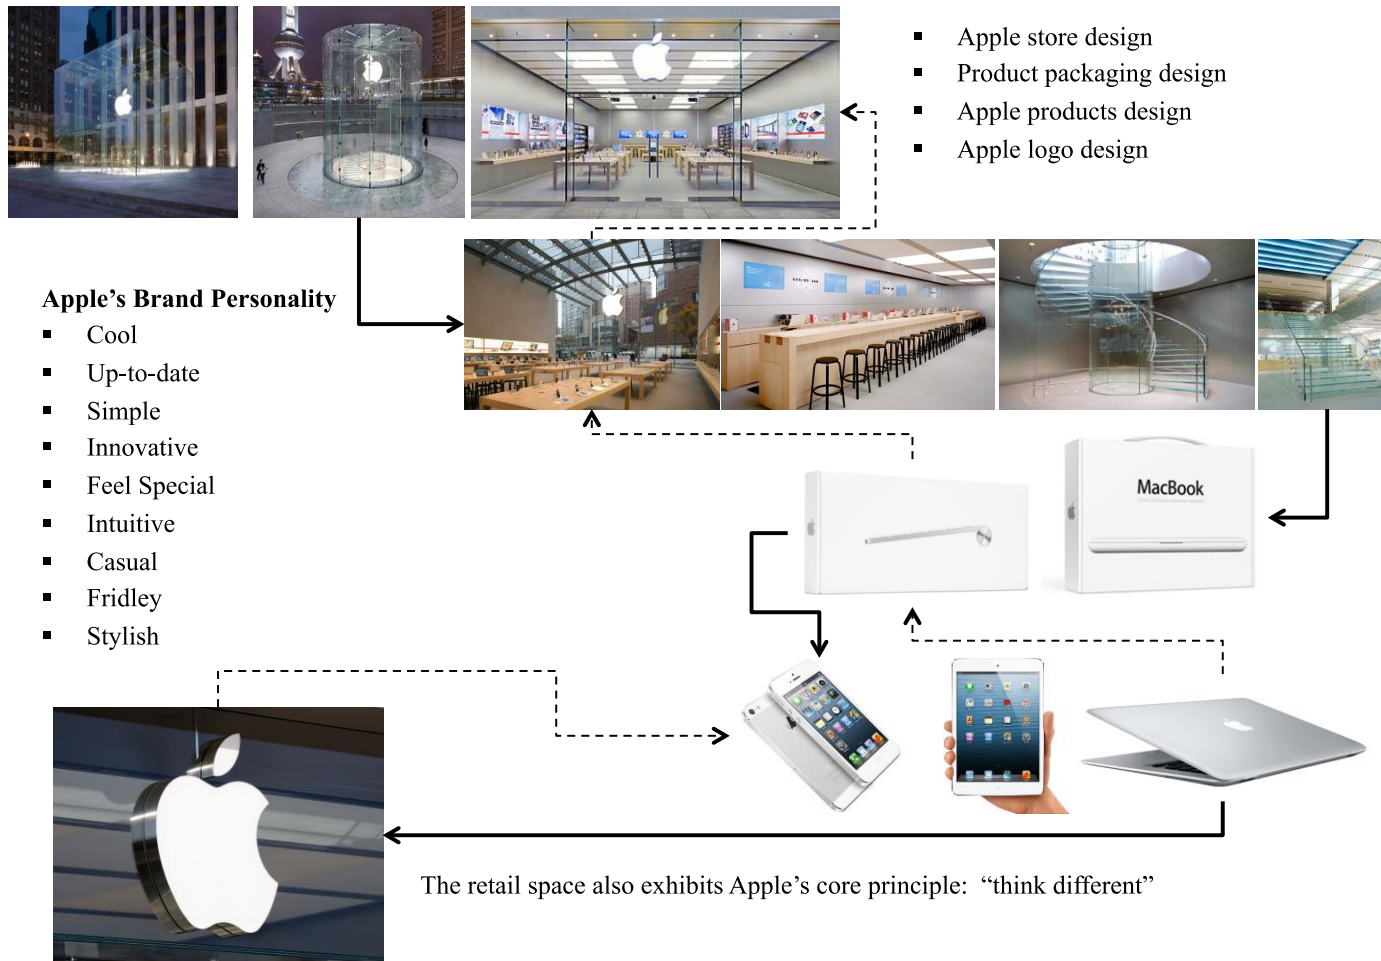 Apple store design
Product packaging design
Apple products design
Apple logo design
Apple’s Brand Personality
Cool
Up-to-date
Simple
Innovative
Feel Special
Intuitive
Casual
Fridley
Stylish
MacBook
The retail space also exhibits Apple’s core principle: “think different”